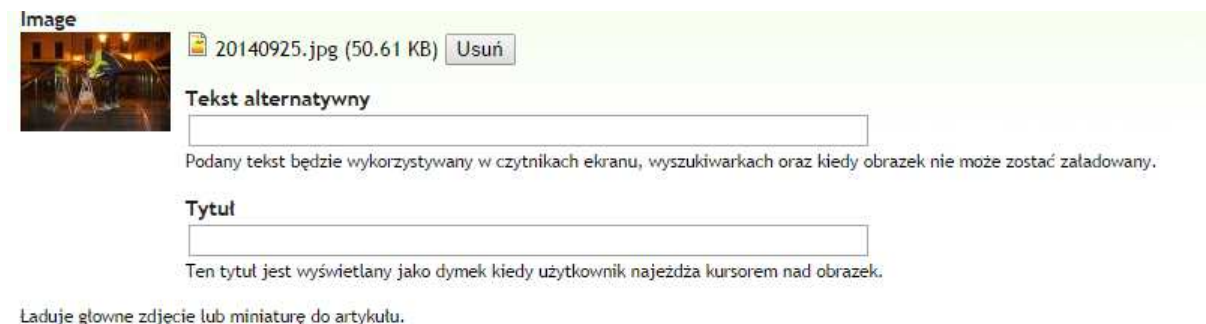 Image
20140925.jpg (50.61 KB) Usuń
Tekst alternatywny
Podany tekst będzie wykorzystywany w czytnikach ekranu, wyszukiwarkach oraz kiedy obrazek nie może zostać załadowany.
Tytuł
Ten tytuł jest wyświetlany jako dymek kiedy użytkownik najeżdża kursorem nad obrazek.
Ładuje głowne zdjęcie lub miniaturę do artykułu.